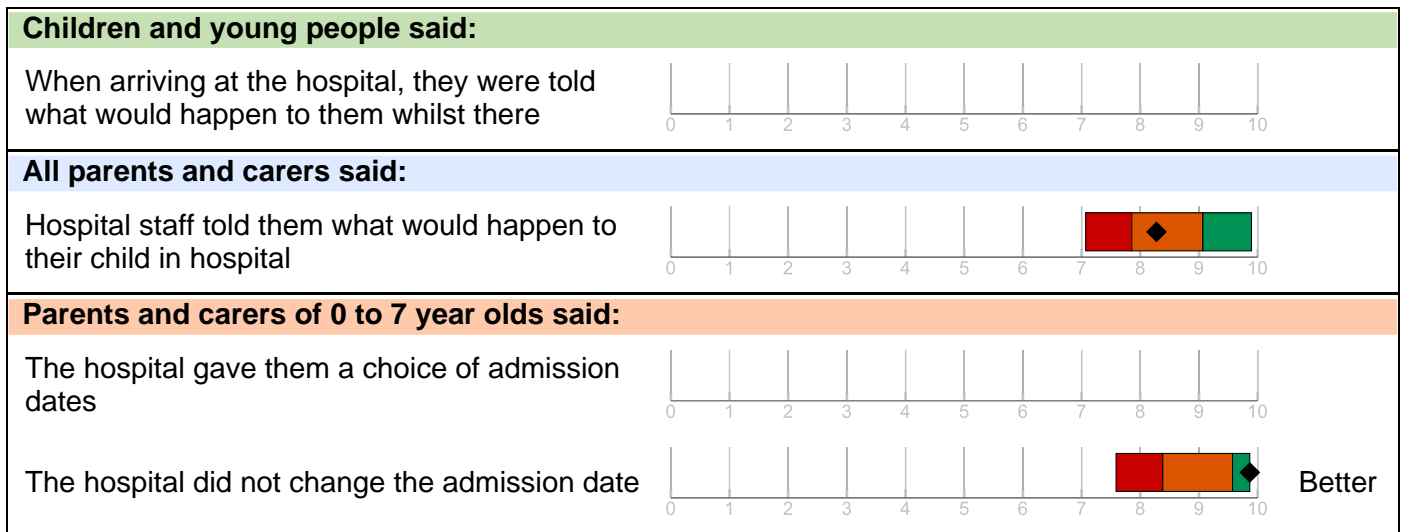 Children and young people said:
When arriving at the hospital, they were told
what would happen to them whilst there
0 1 2 3 4 5 6 7 8 9 10
All parents and carers said:
Hospital staff told them what would happen to
their child in hospital
0 1 2 3 4 5 6 7 8 9 10
Parents and carers of 0 to 7 year olds said:
The hospital gave them a choice of admission
dates
0 1 2 3 4 5 6 7 8 9 10
The hospital did not change the admission date
0 1 2 3 4 5 6 7 8 9 10
Better